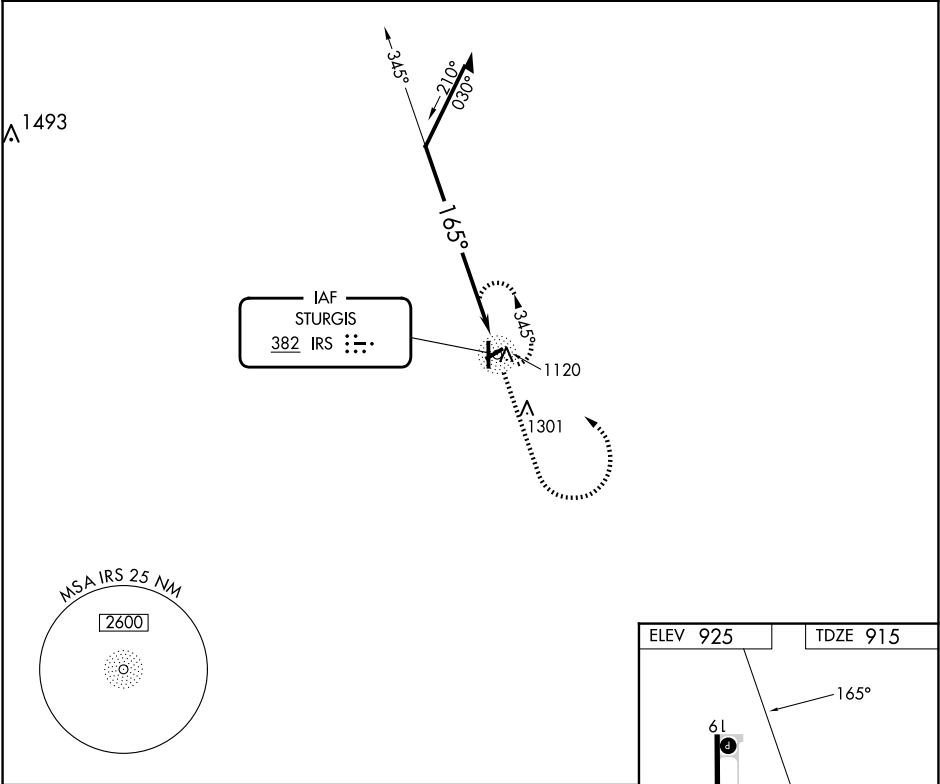 345°
210°
030°
1493
165°
IAF
STURGIS
382 IRS
345°
1120
1301
MSA IRS 25 NM
2600
ELEV 925
TDZE 915
165°
19
P